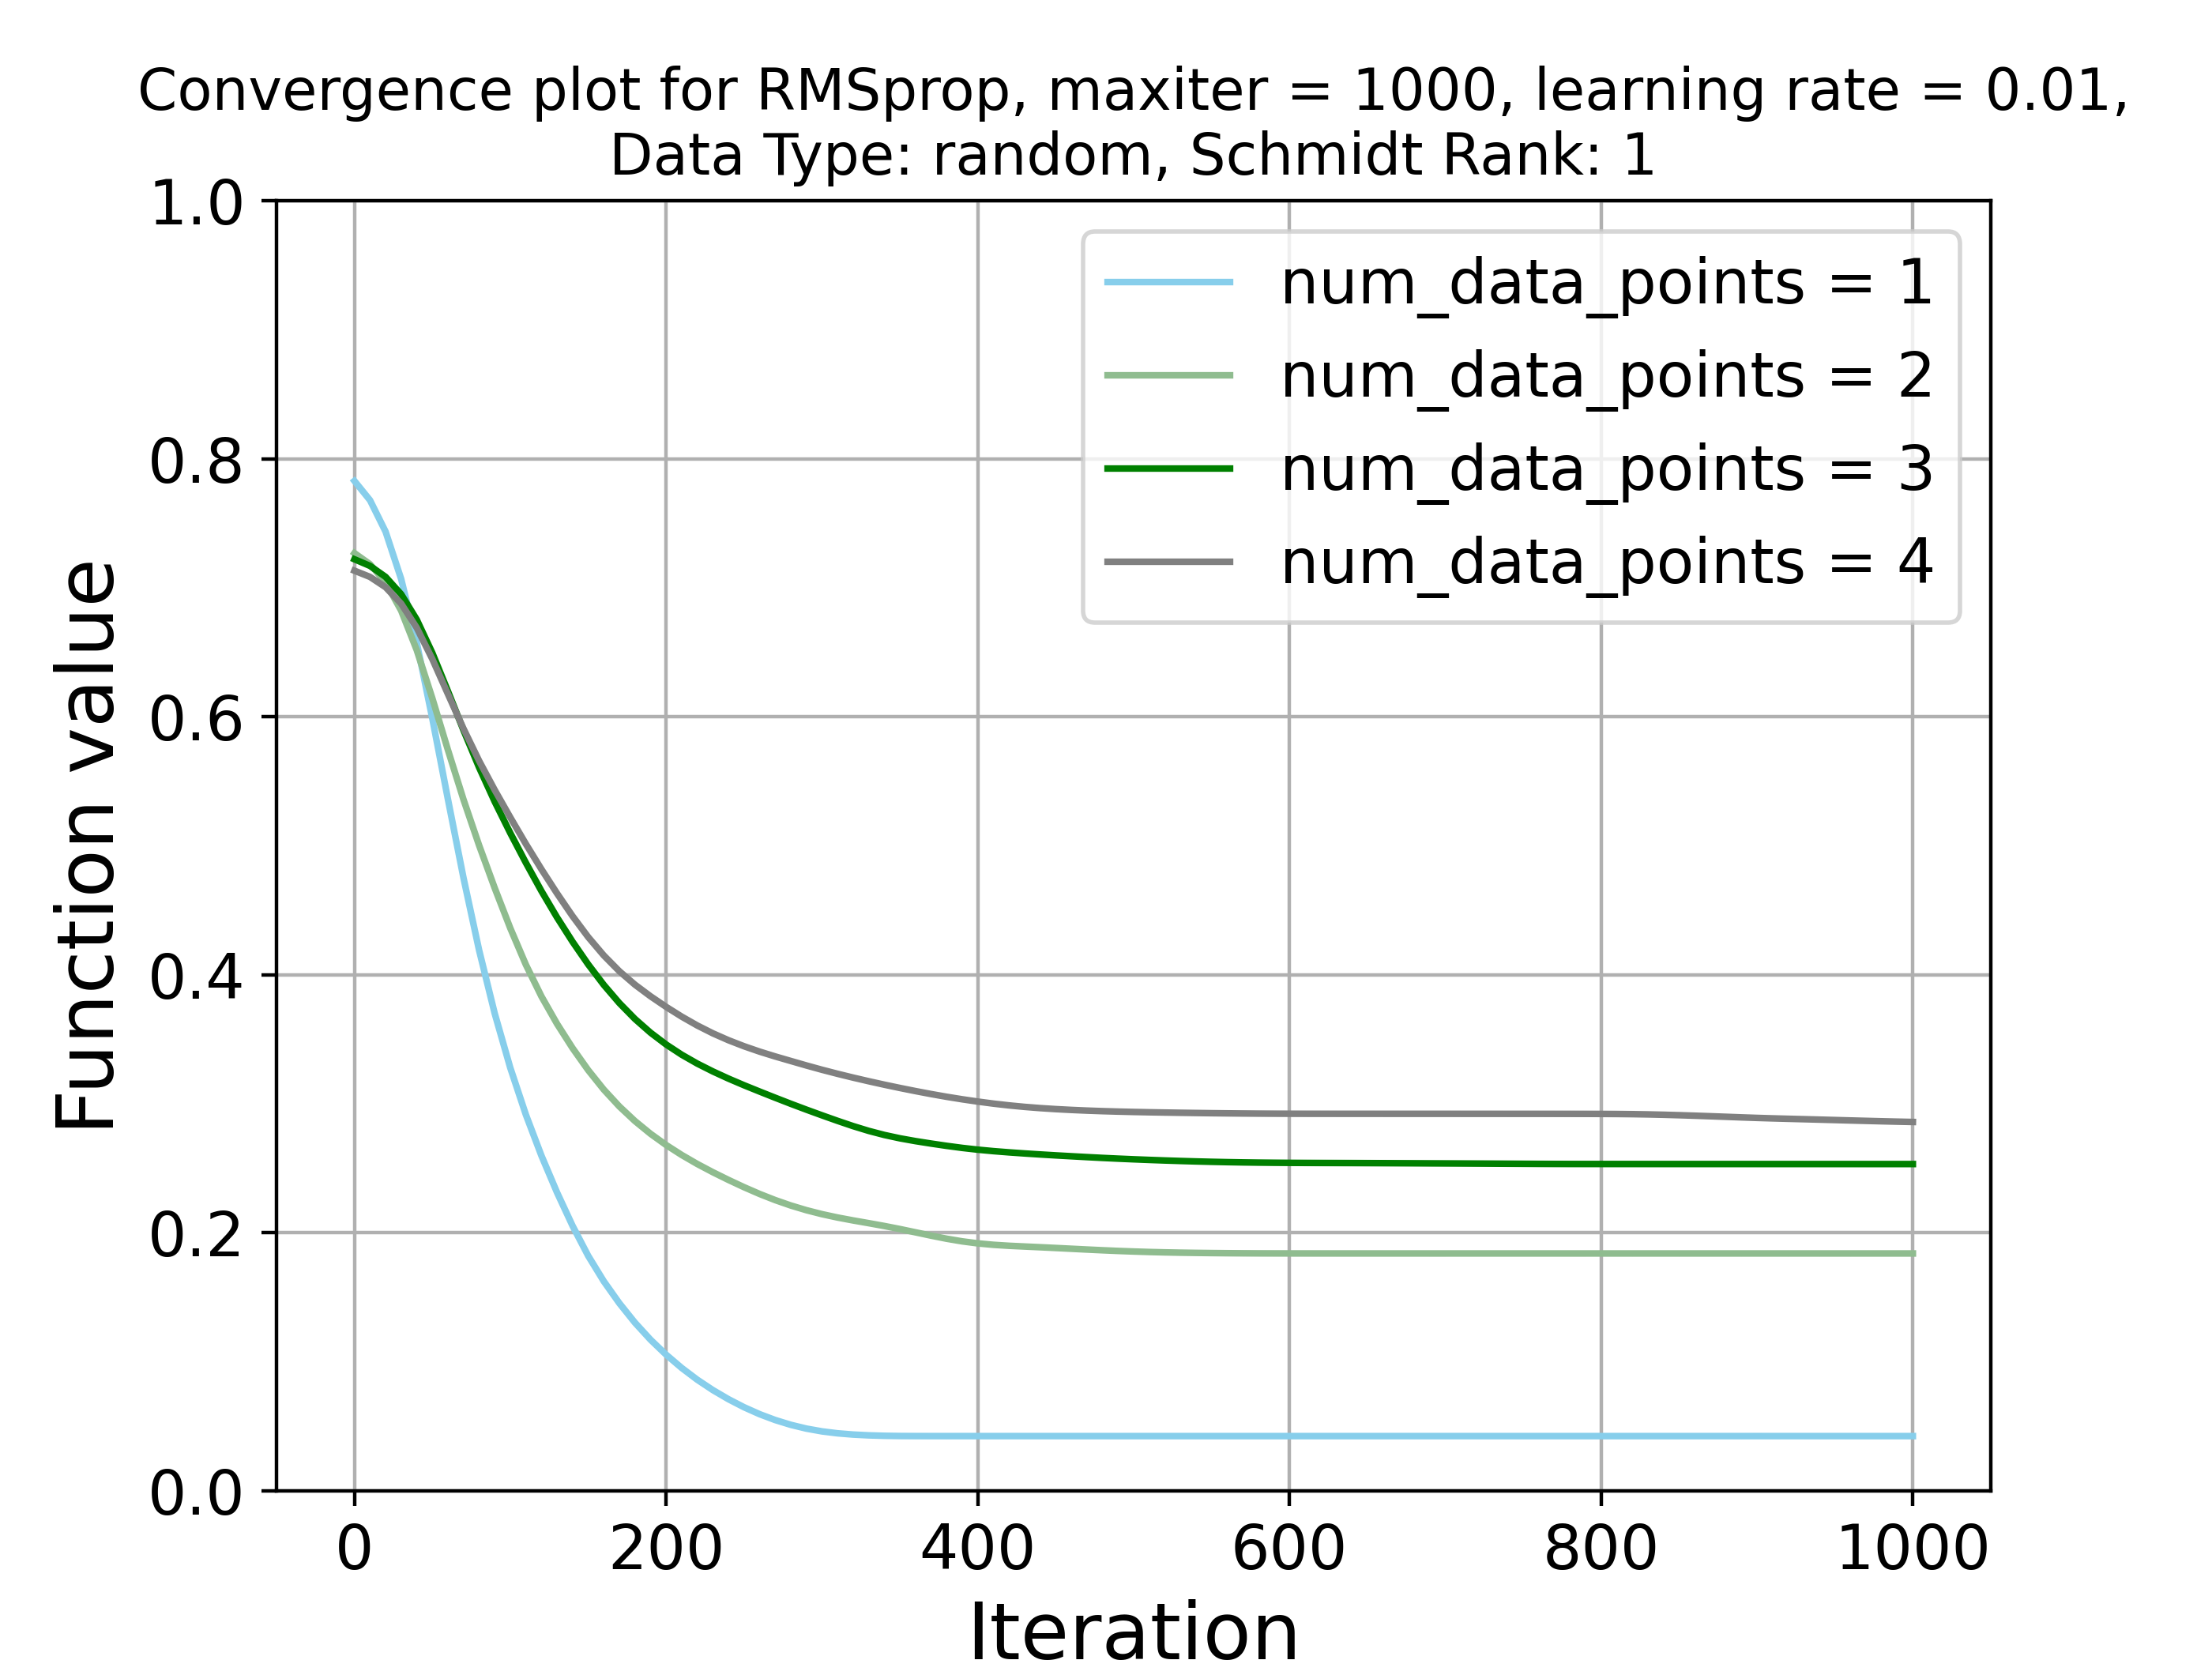 Convergence plot for RMSprop, maxiter = 1000, learning rate = 0.01,
Data Type: random, Schmidt Rank: 1
1.0
0.8
0.6
0.4
0.2
0.0
Function value
num_data_points = 1
num_data_points = 2
num_data_points = 3
num_data_points = 4
0 200 400 600 800 1000
Iteration